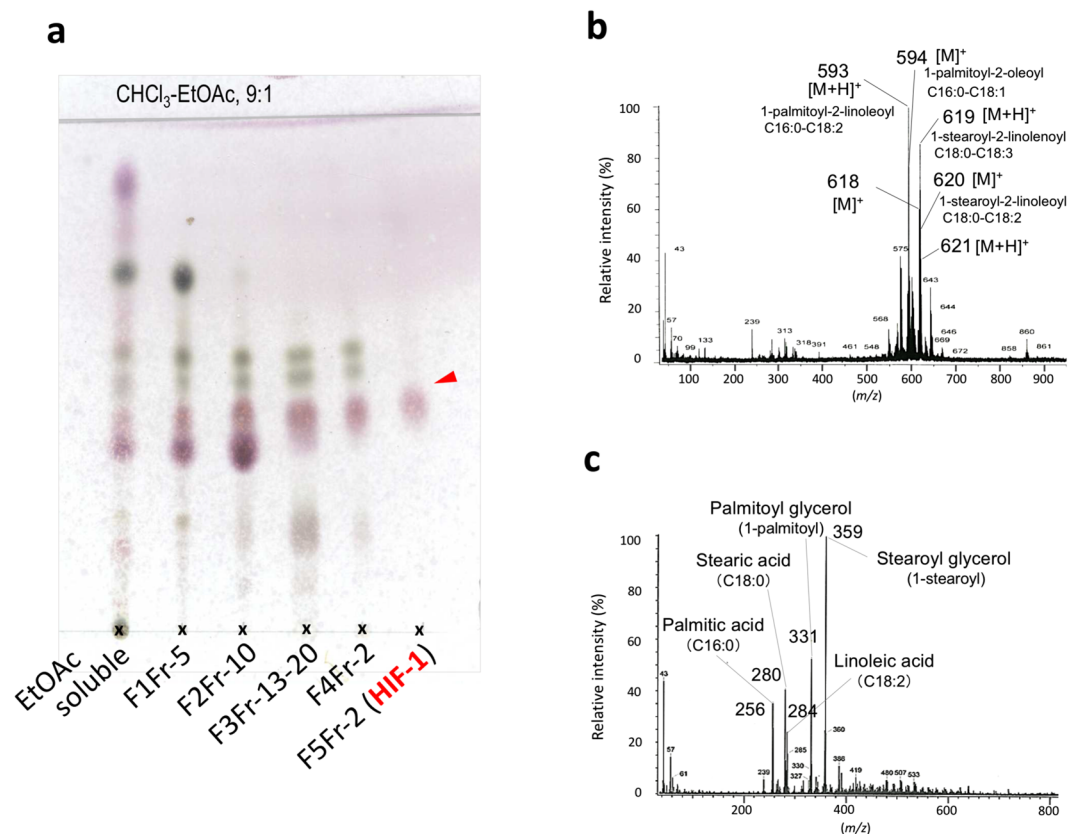 a
CHCl₃-EtOAc, 9:1
x x x x x x
EtOAc
soluble
F1Fr-5
F2Fr-10
F3Fr-13-20
F4Fr-2
F5Fr-2 (HIF-1)
b
593
[M+H]⁺
1-palmitoyl-2-linoleoyl
C16:0-C18:2
594 [M]⁺
1-palmitoyl-2-oleoyl
C16:0-C18:1
619 [M+H]⁺
1-stearoyl-2-linolenoyl
C18:0-C18:3
618
[M]⁺
620 [M]⁺
1-stearoyl-2-linoleoyl
C18:0-C18:2
621 [M+H]⁺
Relative intensity (%)
100
80
60
40
20
0
43
57
70
99
133
239
313
318
391
461
548
568
575
643
644
646
669
672
858
860
861
100 200 300 400 500 600 700 800 900
(m/z)
c
Palmitoyl glycerol
(1-palmitoyl)
359
Stearoyl glycerol
(1-stearoyl)
Stearic acid
(C18:0)
Palmitic acid
(C16:0)
331
Linoleic acid
(C18:2)
280
256
284
Relative intensity (%)
100
80
60
40
20
0
43
57
61
239
285
330
327
360
386
419
480
507
533
200 400 600 800
(m/z)